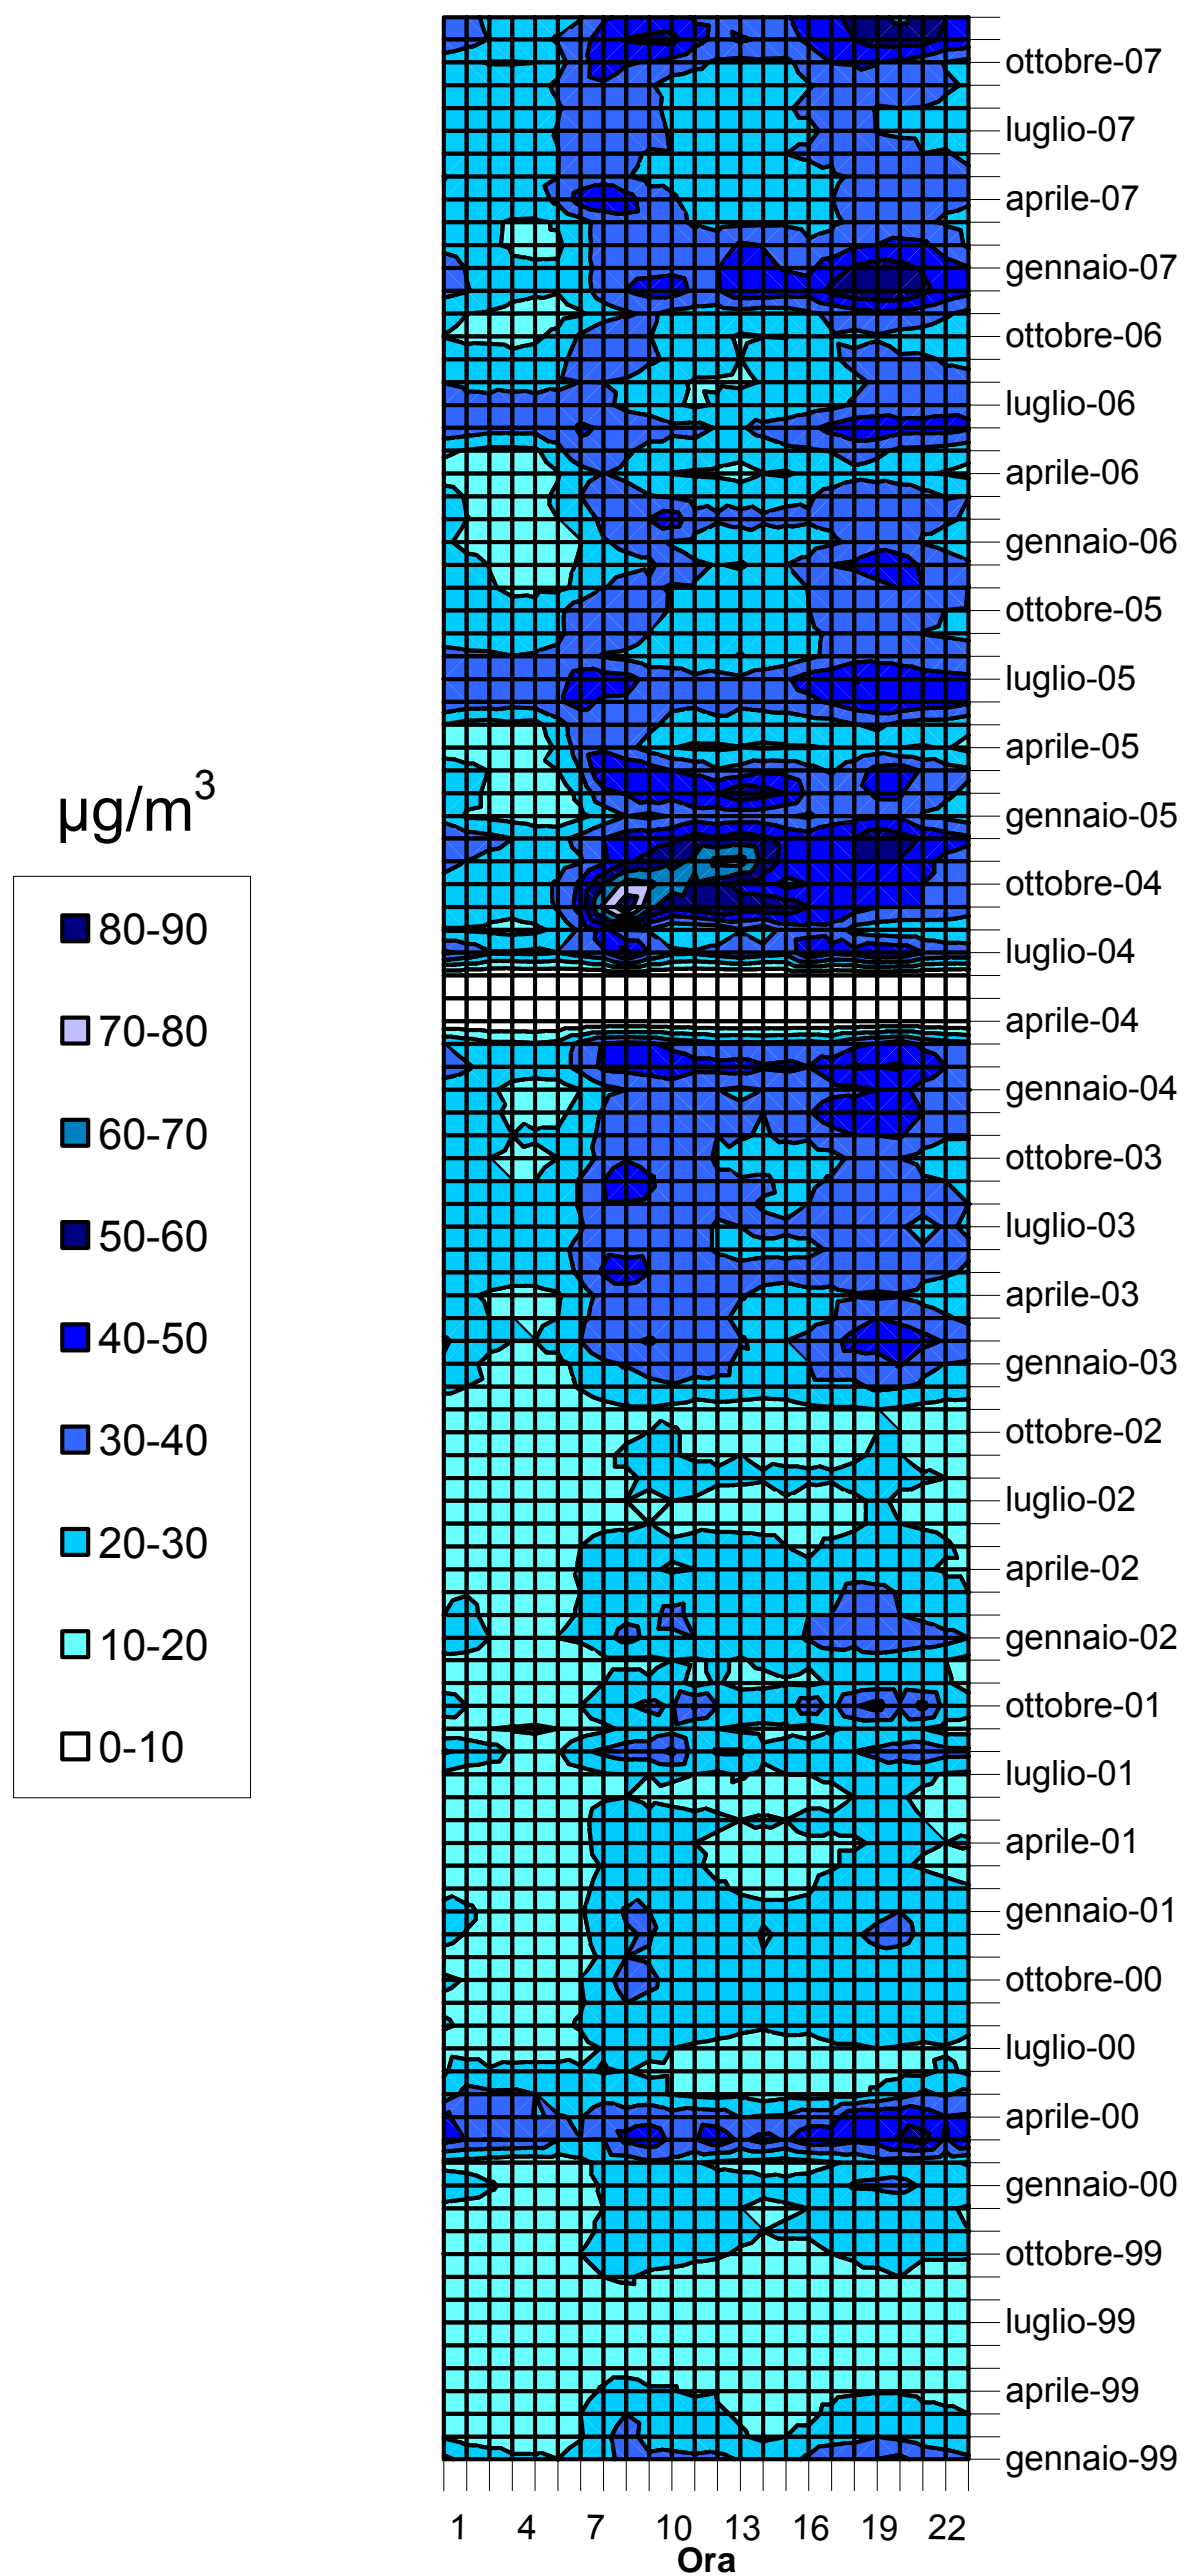 µg/m³
80-90
70-80
60-70
50-60
40-50
30-40
20-30
10-20
0-10
ottobre-07
luglio-07
aprile-07
gennaio-07
ottobre-06
luglio-06
aprile-06
gennaio-06
ottobre-05
luglio-05
aprile-05
gennaio-05
ottobre-04
luglio-04
aprile-04
gennaio-04
ottobre-03
luglio-03
aprile-03
gennaio-03
ottobre-02
luglio-02
aprile-02
gennaio-02
ottobre-01
luglio-01
aprile-01
gennaio-01
ottobre-00
luglio-00
aprile-00
gennaio-00
ottobre-99
luglio-99
aprile-99
gennaio-99
1 4 7 10 13 16 19 22
Ora